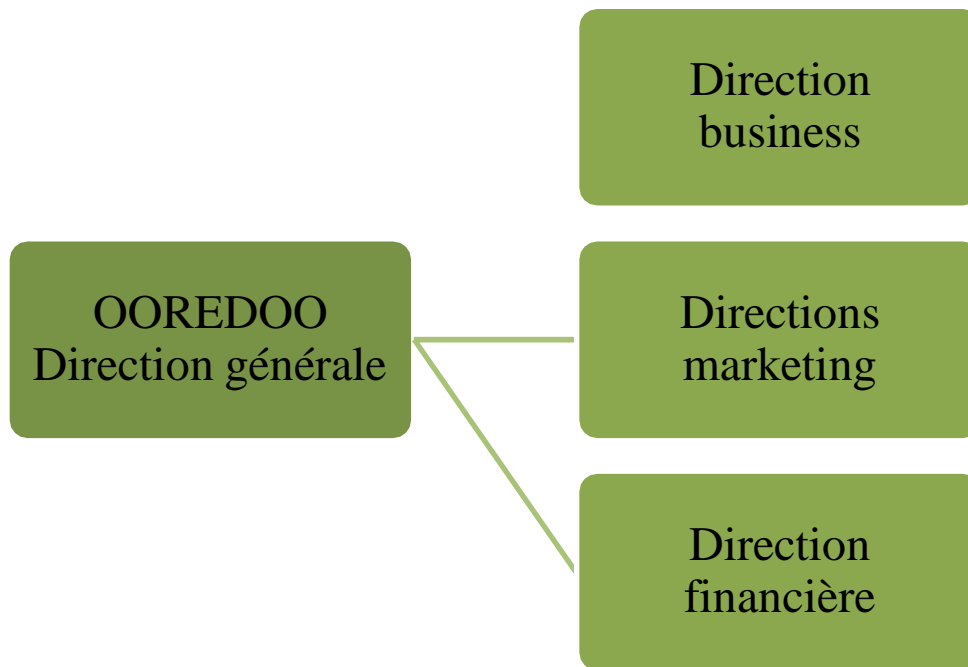 Direction
business
OOREDOO
Direction générale
Directions
marketing
Direction
financière